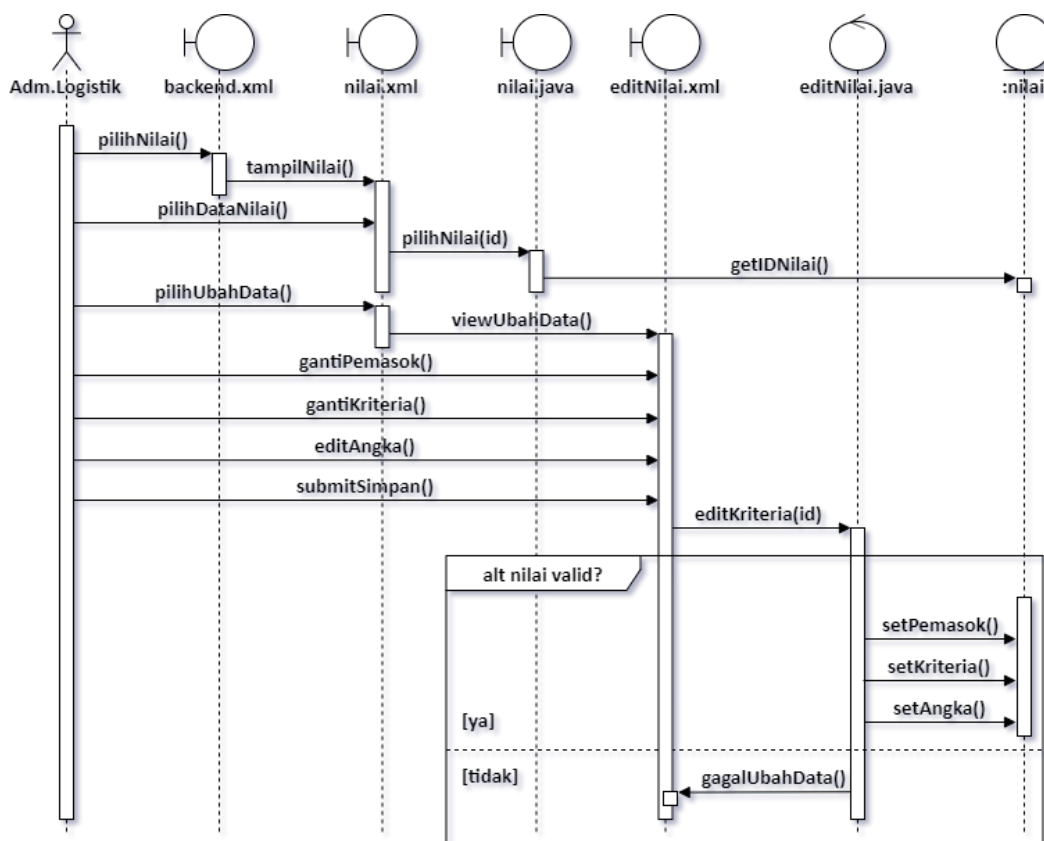 Adm.Logistik
backend.xml
nilai.xml
nilai.java
editNilai.xml
editNilai.java
:nilai
pilihNilai()
tampilNilai()
pilihDataNilai()
pilihNilai(id)
getIDNilai()
pilihUbahData()
viewUbahData()
gantiPemasok()
gantiKriteria()
editAngka()
submitSimpan()
editKriteria(id)
alt nilai valid?
setPemasok()
setKriteria()
setAngka()
[ya]
[tidak]
gagalUbahData()